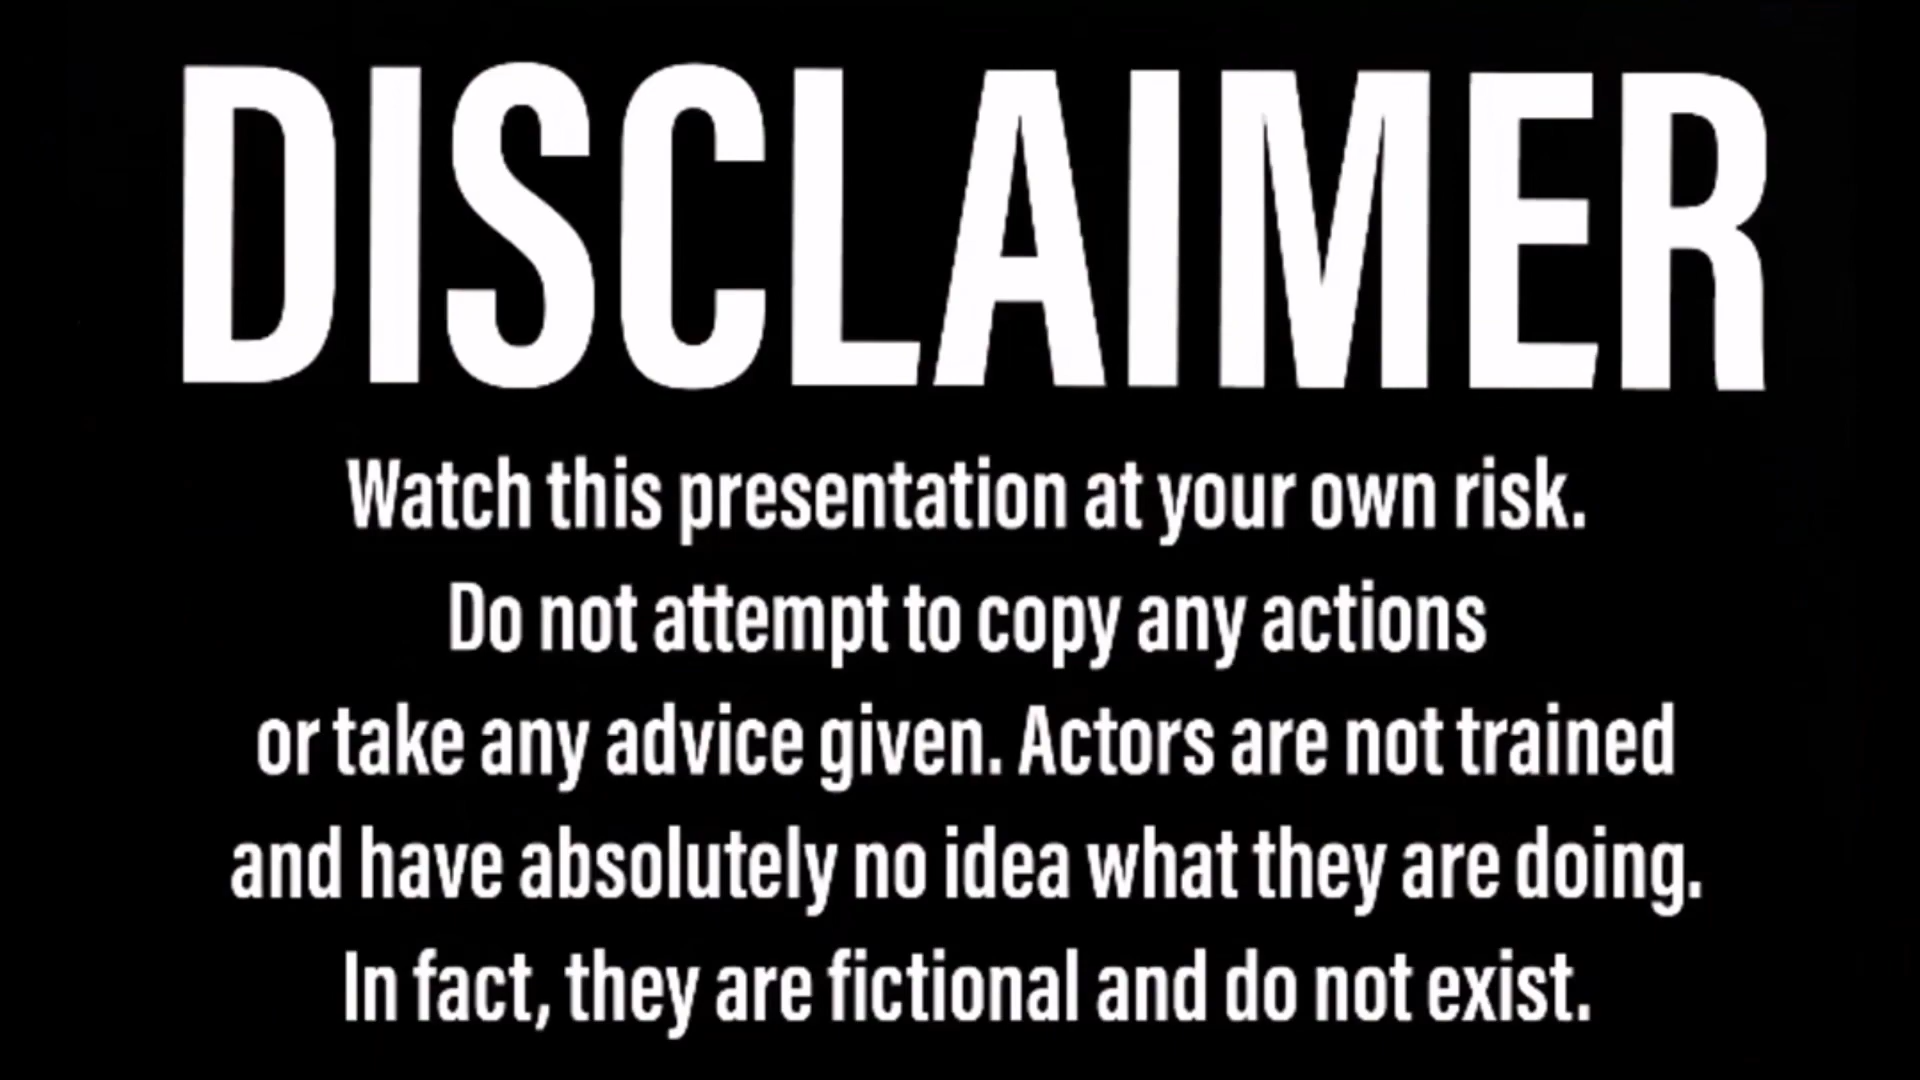 DISCLAIMER
Watch this presentation at your own risk.
Do not attempt to copy any actions
or take any advice given. Actors are not trained
and have absolutely no idea what they are doing.
In fact, they are fictional and do not exist.